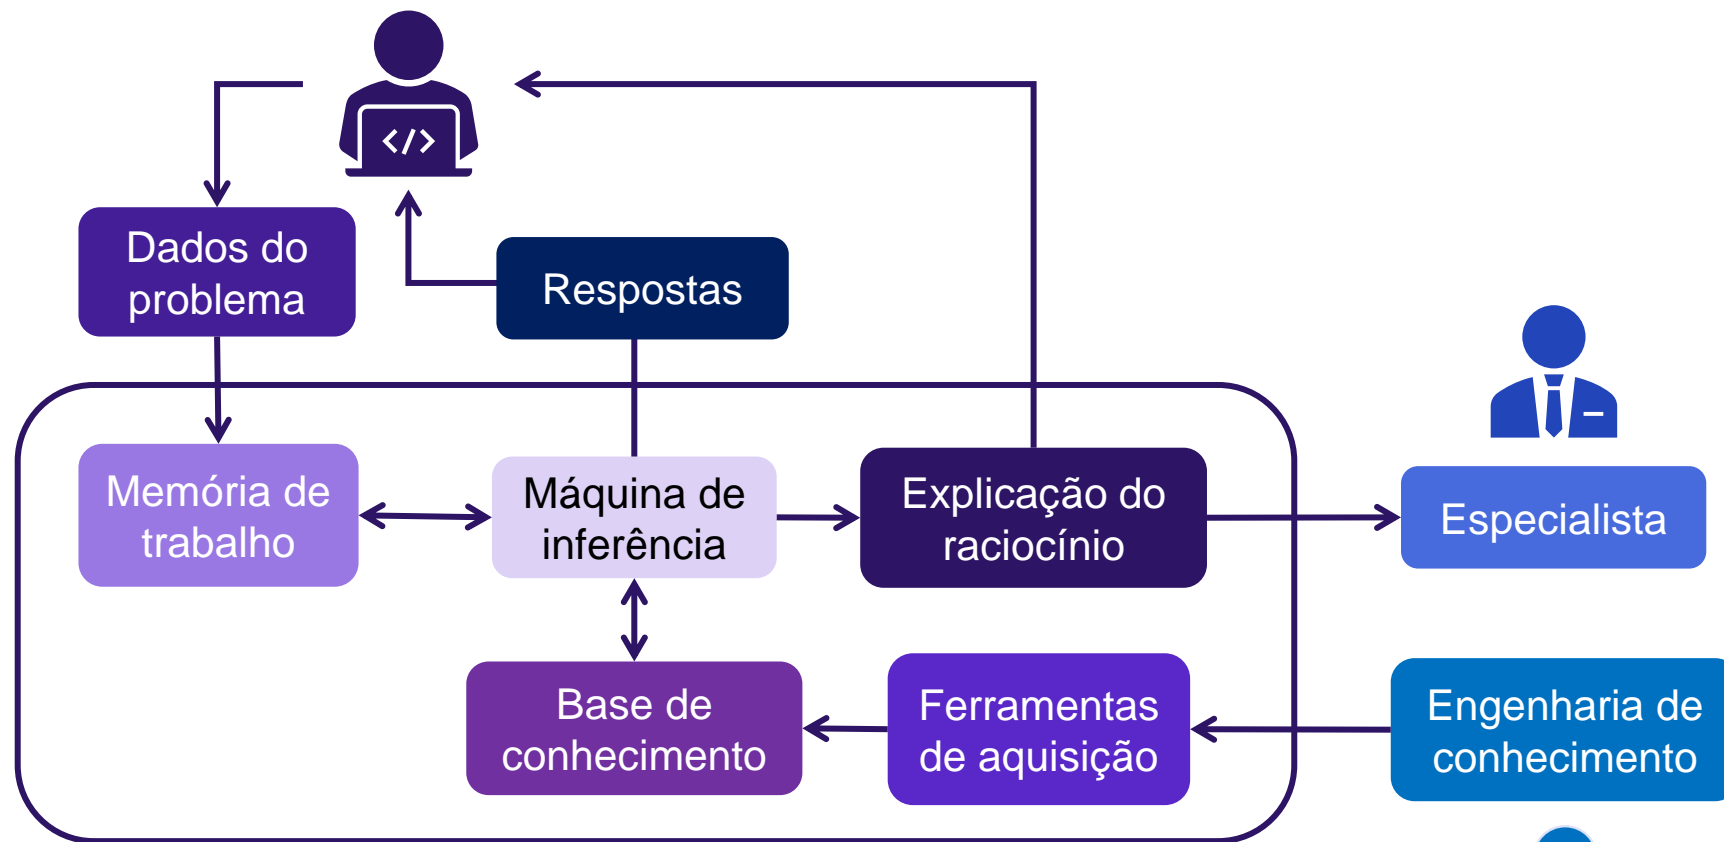 </>
Dados do
problema
Respostas
Memória de
trabalho
Máquina de
inferência
Explicação do
raciocínio
Especialista
Base de
conhecimento
Ferramentas
de aquisição
Engenharia de
conhecimento